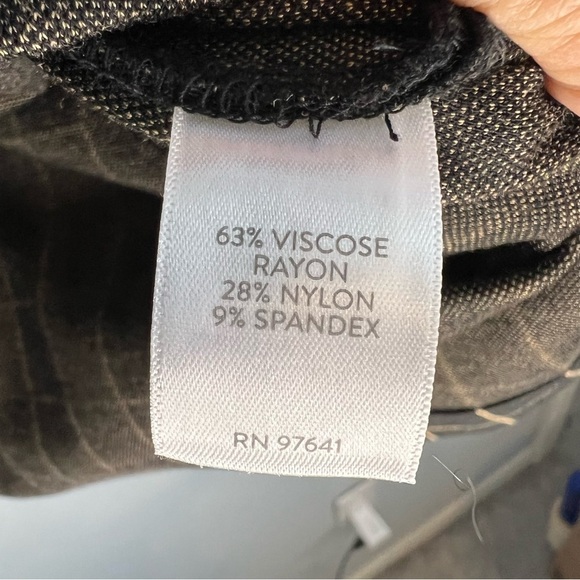 63% VISCOSE
RAYON
28% NYLON
9% SPANDEX
RN 97641